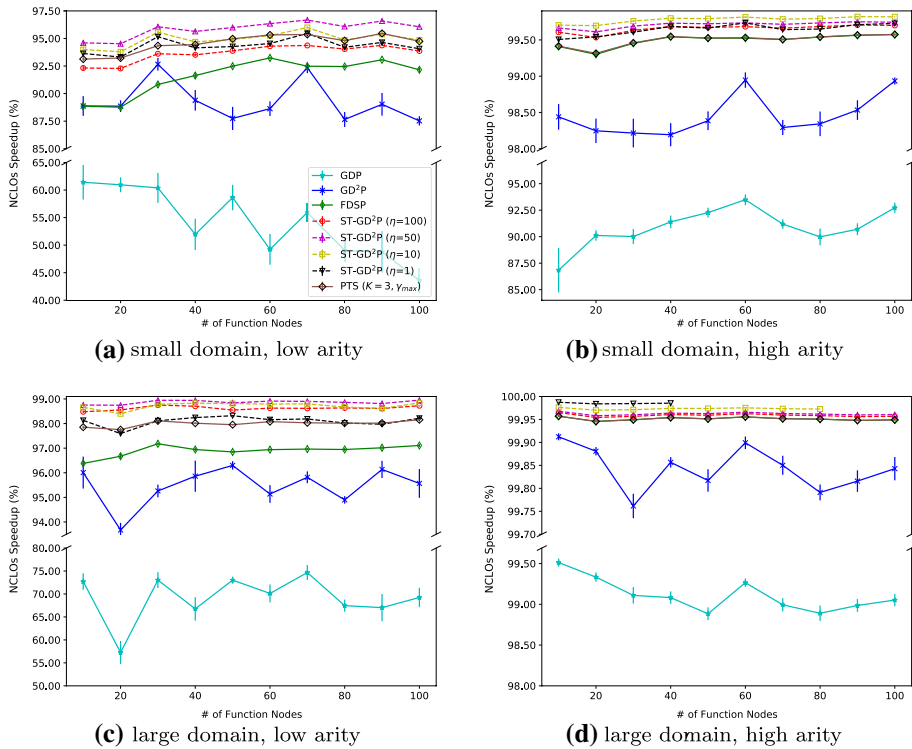 97.50
95.00
92.50
90.00
87.50
85.00
65.00
60.00
55.00
50.00
45.00
40.00
NCLOs Speedup (%)
20 40 60 80 100
# of Function Nodes
GDP
GD²P
FDSP
ST-GD²P (η=100)
ST-GD²P (η=50)
ST-GD²P (η=10)
ST-GD²P (η=1)
PTS (K = 3, γmax)
(a) small domain, low arity
99.50
99.00
98.50
98.00
92.50
90.00
87.50
85.00
NCLOs Speedup (%)
20 40 60 80 100
# of Function Nodes
(b) small domain, high arity
99.00
98.00
97.00
96.00
95.00
94.00
80.00
75.00
70.00
65.00
60.00
55.00
50.00
NCLOs Speedup (%)
20 40 60 80 100
# of Function Nodes
(c) large domain, low arity
100.00
99.95
99.90
99.85
99.80
99.75
99.70
99.50
99.00
98.50
98.00
NCLOs Speedup (%)
20 40 60 80 100
# of Function Nodes
(d) large domain, high arity